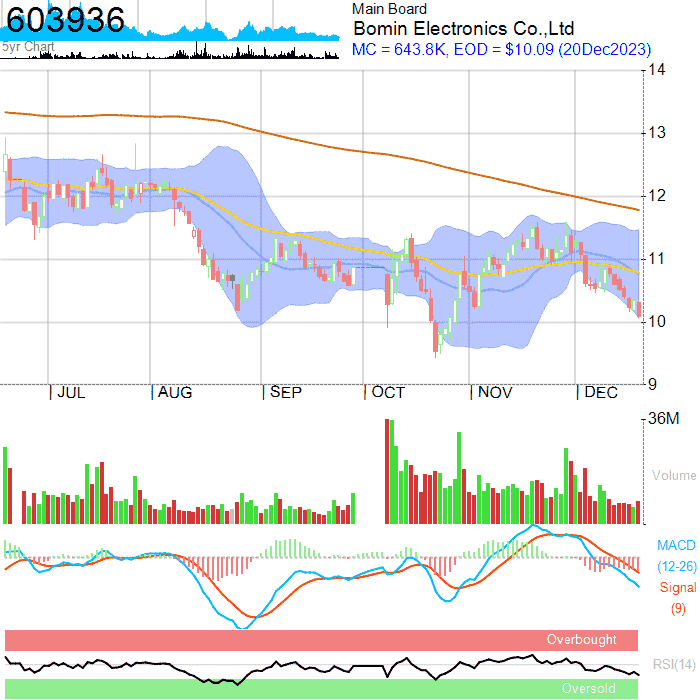 603936
5yr Chart
Main Board
Bomin Electronics Co.,Ltd
MC = 643.8K, EOD = $10.09 (20Dec2023)
14
13
12
11
10
9
JUL
AUG
SEP
OCT
NOV
DEC
36M
Volume
MACD
(12-26)
Signal
(9)
Overbought
RSI(14)
Oversold